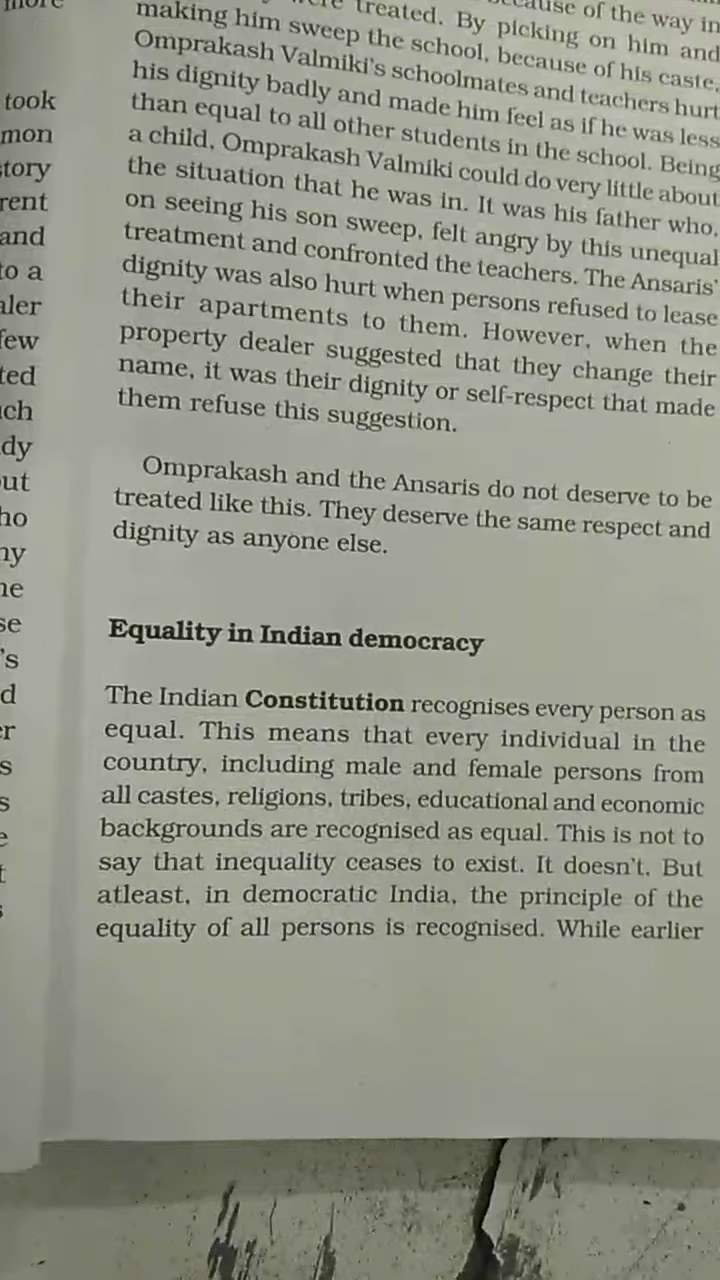 more
took
mon
story
rent
and
to a
aler
few
ted
uch
dy
out
ho
ny
ne
se
's
d
er
s
s
e
t
s
were treated. By picking on him and
because of the way in
making him sweep the school, because of his caste,
Omprakash Valmiki's schoolmates and teachers hurt
his dignity badly and made him feel as if he was less
than equal to all other students in the school. Being
a child, Omprakash Valmiki could do very little about
the situation that he was in. It was his father who,
on seeing his son sweep, felt angry by this unequal
treatment and confronted the teachers. The Ansaris'
dignity was also hurt when persons refused to lease
their apartments to them. However, when the
property dealer suggested that they change their
name, it was their dignity or self-respect that made
them refuse this suggestion.
Omprakash and the Ansaris do not deserve to be
treated like this. They deserve the same respect and
dignity as anyone else.
Equality in Indian democracy
The Indian Constitution recognises every person as
equal. This means that every individual in the
country, including male and female persons from
all castes, religions, tribes, educational and economic
backgrounds are recognised as equal. This is not to
say that inequality ceases to exist. It doesn't. But
atleast, in democratic India, the principle of the
equality of all persons is recognised. While earlier